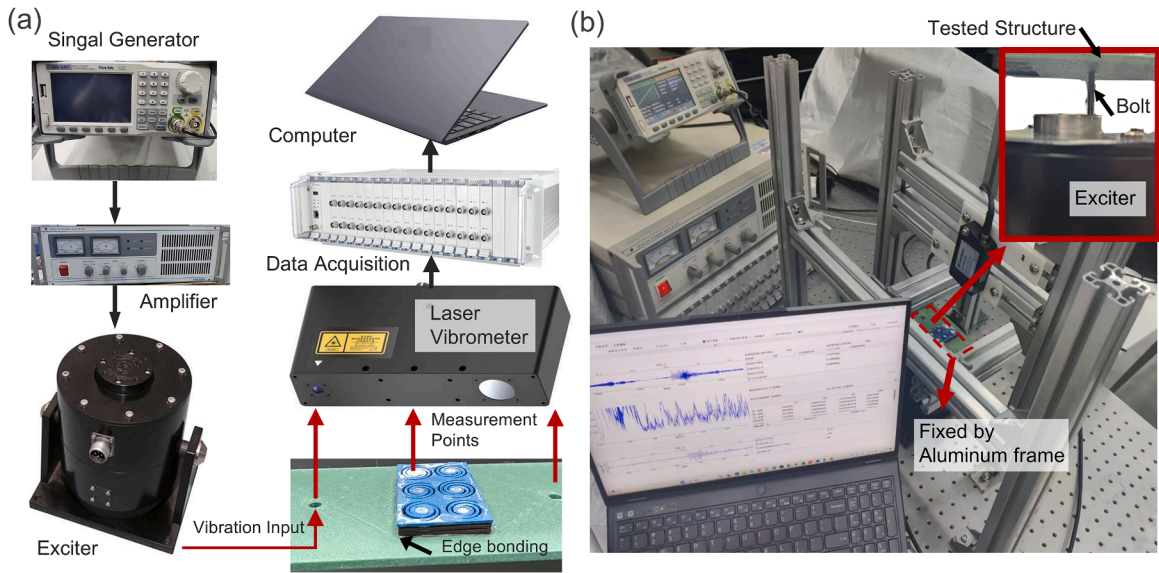 (a)
Singal Generator
Computer
Data Acquisition
Amplifier
Laser
Vibrometer
Measurement
Points
Vibration Input
Exciter
Edge bonding
(b)
Tested Structure
Bolt
Exciter
Fixed by
Aluminum frame